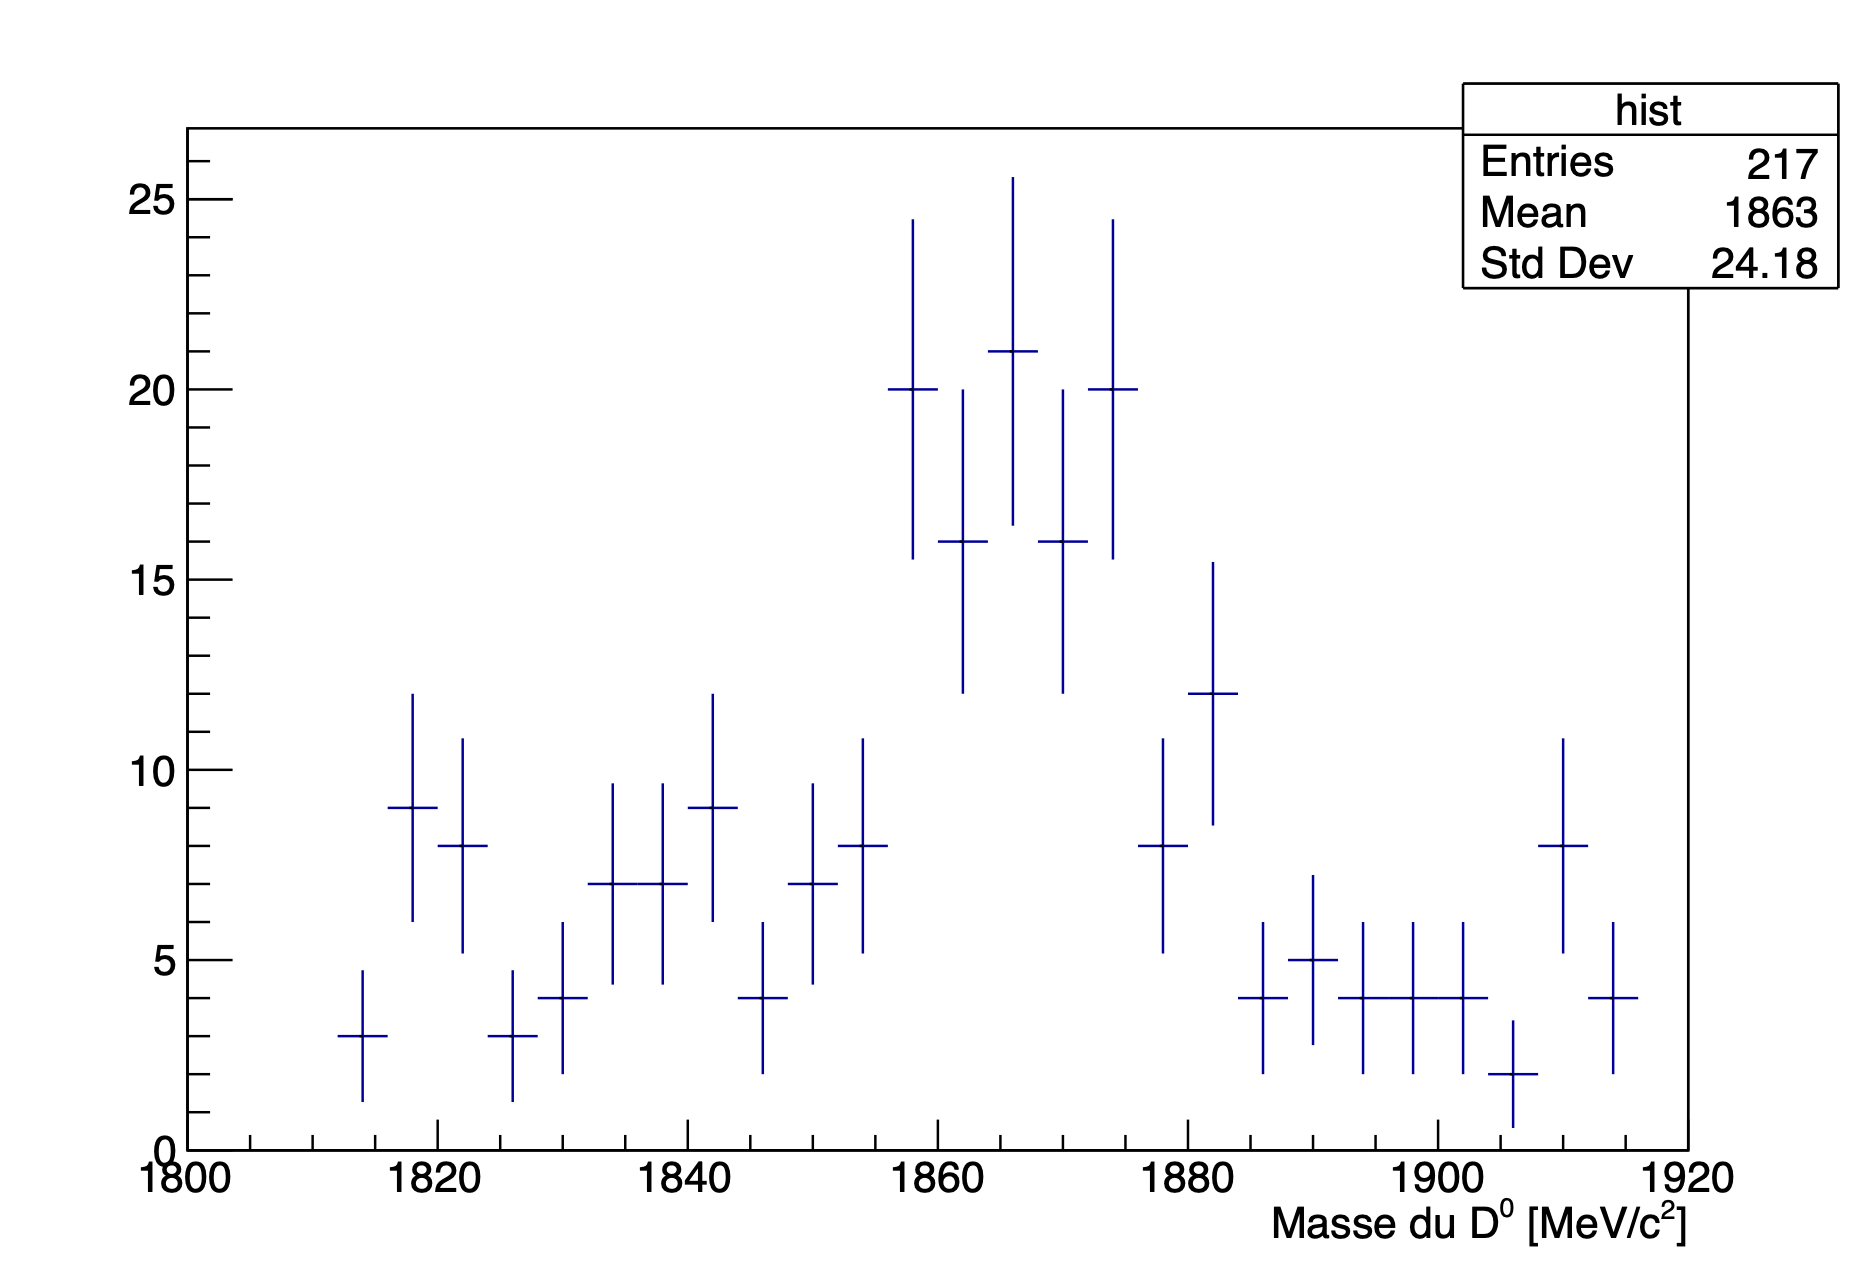 hist
Entries 217
Mean 1863
Std Dev 24.18
25
20
15
10
5
0
1800 1820 1840 1860 1880 1900 1920
Masse du D⁰ [MeV/c²]